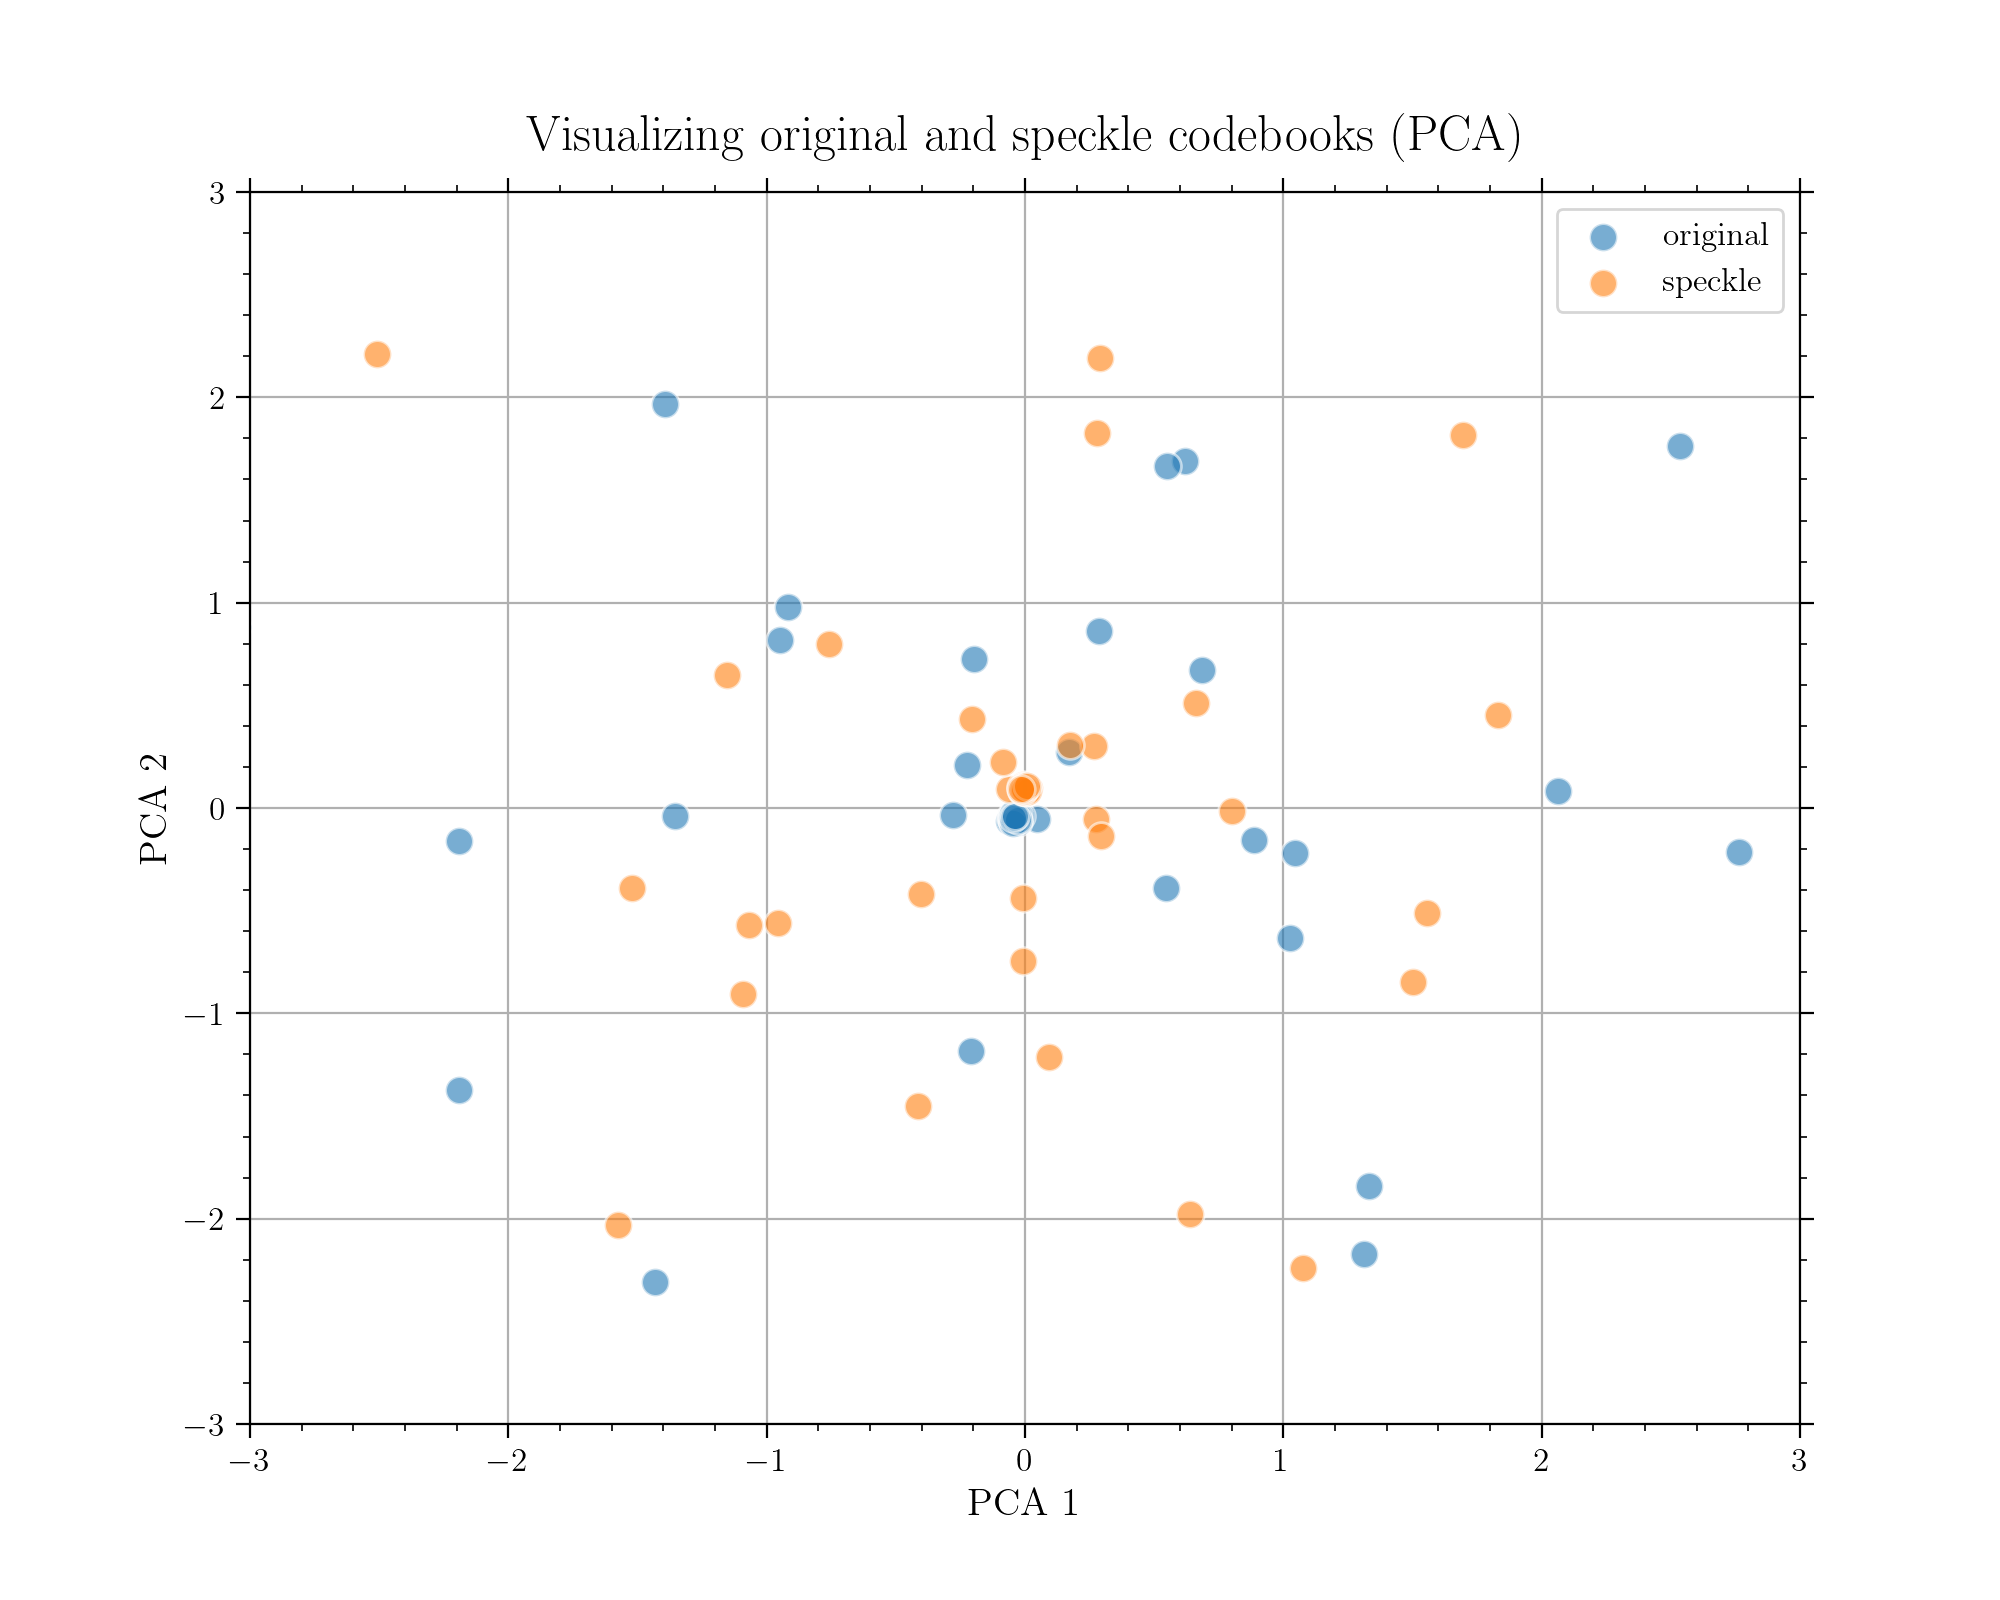 Visualizing original and speckle codebooks (PCA)
original
speckle
3
2
1
0
−1
−2
−3
PCA 2
−3
−2
−1
0
1
2
3
PCA 1